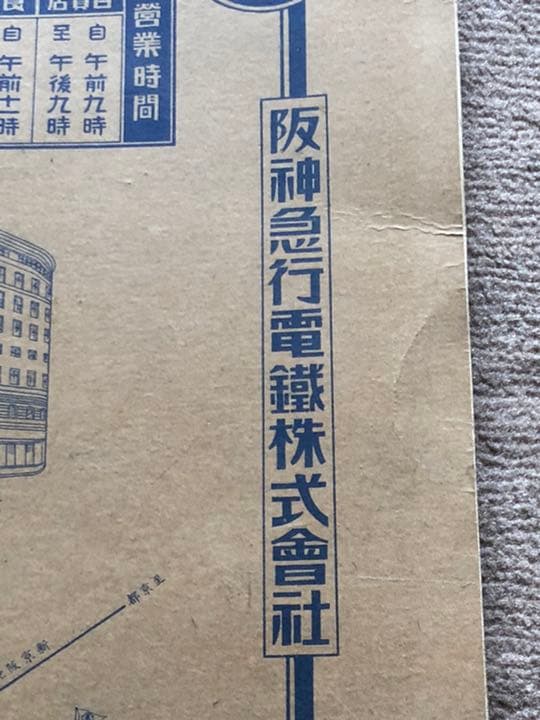 阪神急行電鐵株式會社
營業時間
自午前九時
至午後九時
自午前十時
至京都
新京阪